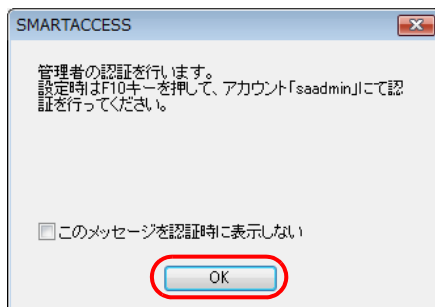 SMARTACCESS
管理者の認証を行います。
設定時はF10キーを押して、アカウント「saadmin」にて認
証を行ってください。
このメッセージを認証時に表示しない
OK